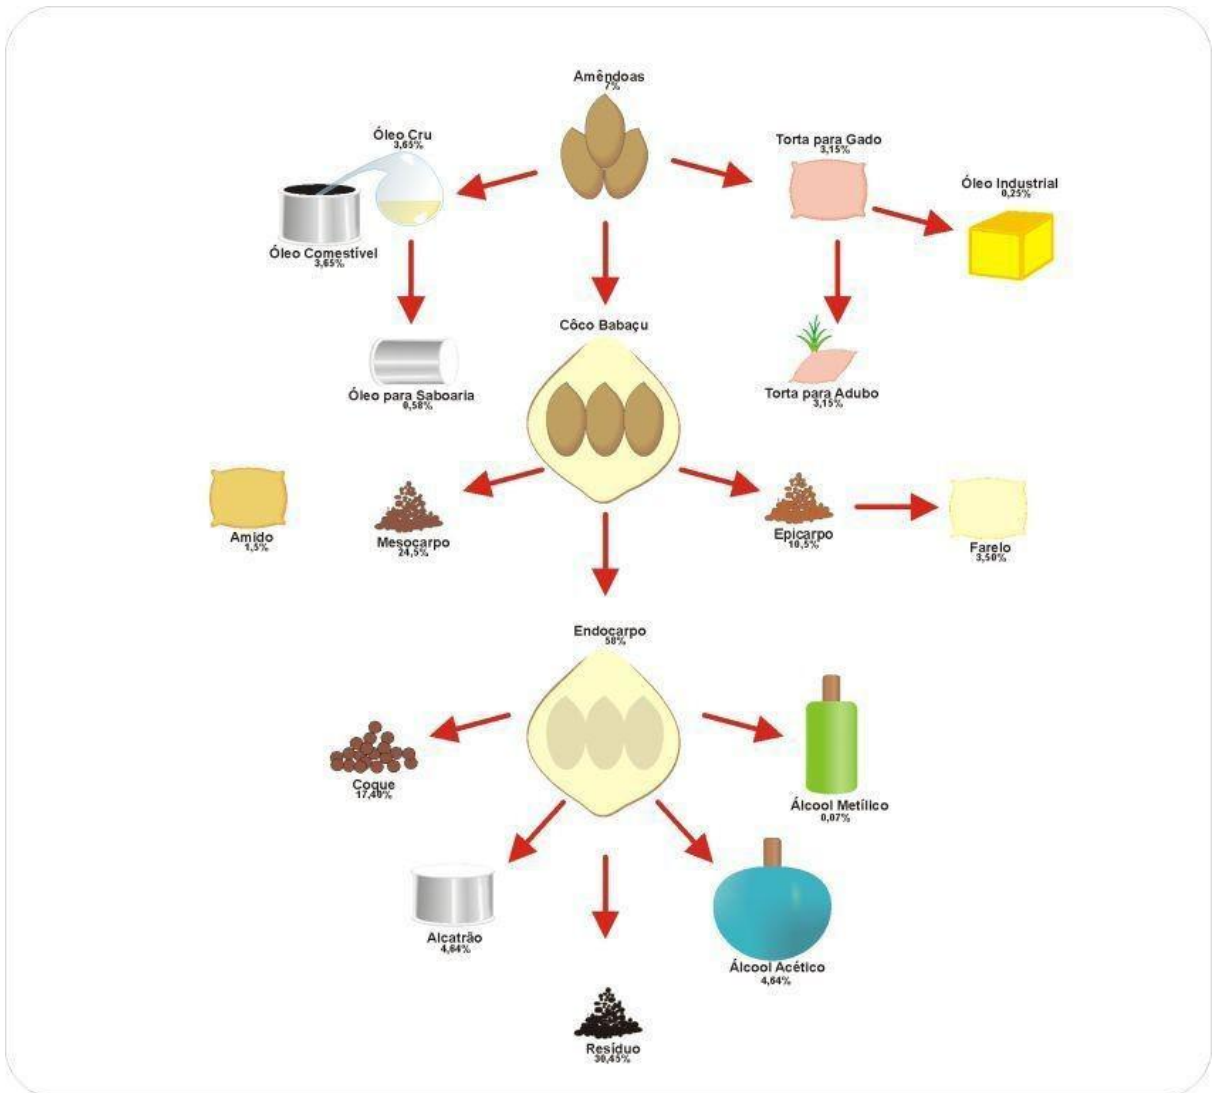 Amêndoas
7%
Óleo Cru
3,65%
Torta para Gado
3,15%
Óleo Industrial
0,25%
Óleo Comestível
3,65%
Côco Babaçu
Óleo para Saboaria
0,58%
Torta para Adubo
3,15%
Amido
1,5%
Mesocarpo
24,5%
Epicarpo
10,5%
Farelo
3,50%
Endocarpo
58%
Coque
17,40%
Álcool Metílico
0,07%
Alcatrão
4,64%
Álcool Acético
4,64%
Resíduo
30,45%